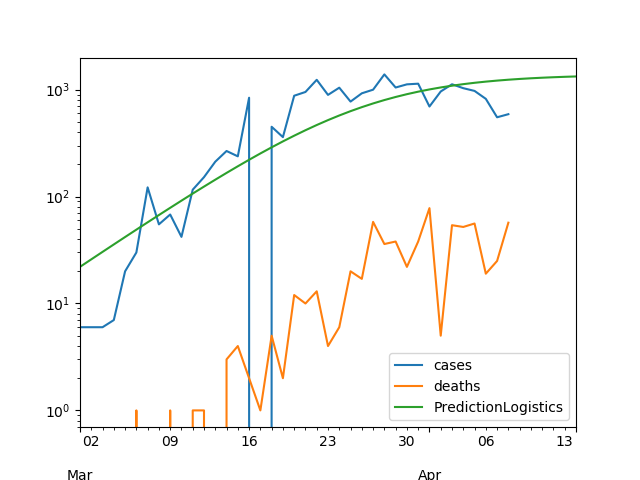 10³
10²
10¹
10⁰
cases
deaths
PredictionLogistics
02 09 16 23 30 06 13
Mar Apr